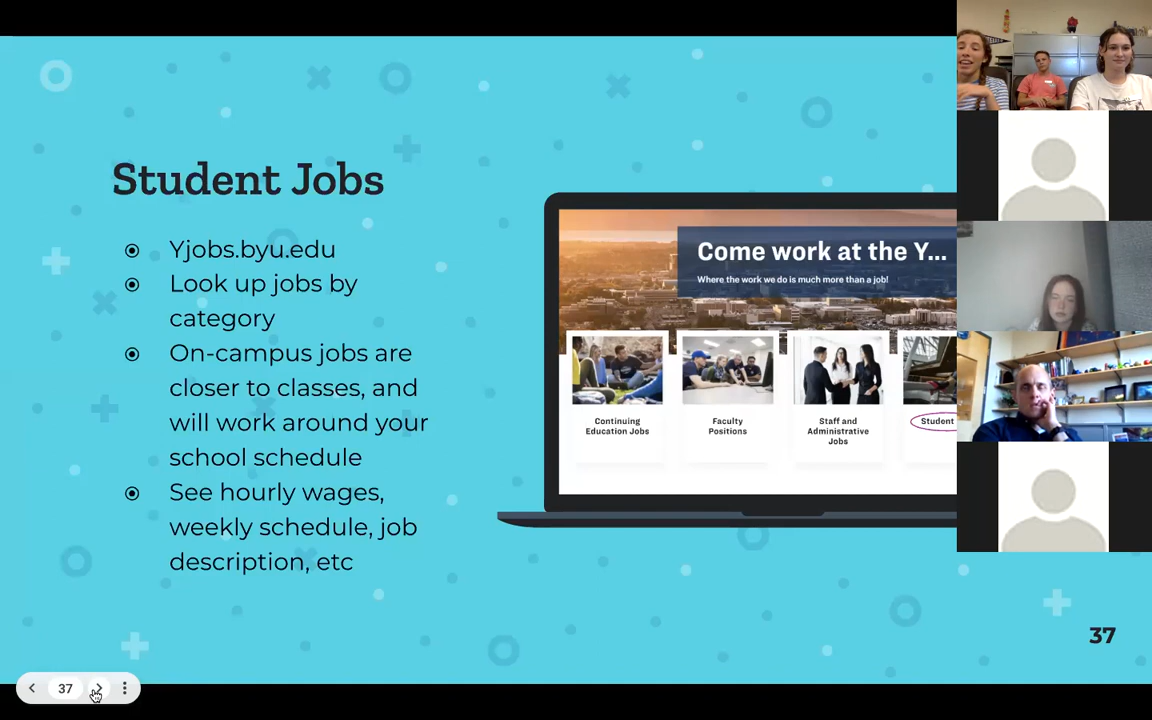 Student Jobs
Yjobs.byu.edu
Look up jobs by
category
On-campus jobs are
closer to classes, and
will work around your
school schedule
See hourly wages,
weekly schedule, job
description, etc
Come work at the Y...
Where the work we do is much more than a job!
Continuing
Education Jobs
Faculty
Positions
Staff and
Administrative
Jobs
Student
37
37